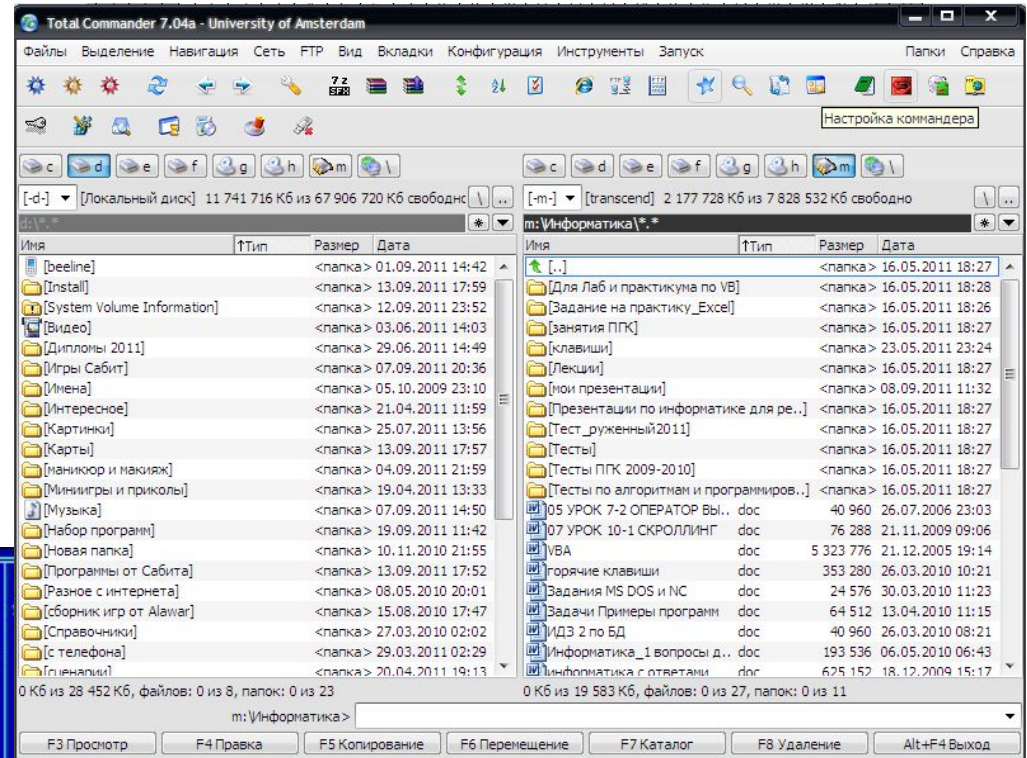 Total Commander 7.04a - University of Amsterdam
Файлы Выделение Навигация Сеть FTP Вид Вкладки Конфигурация Инструменты Запуск Папки Справка
Настройка коммандера
c d e f g h m \
c d e f g h m \
[-d-] [Локальный диск] 11 741 716 Кб из 67 906 720 Кб свободнс \ ..
[-m-] [transcend] 2 177 728 Кб из 7 828 532 Кб свободно \ ..
d:\*.* *
m:\Информатика\*.* *
Имя ↑Тип Размер Дата
[beeline] <папка> 01.09.2011 14:42
[Install] <папка> 13.09.2011 17:59
[System Volume Information] <папка> 12.09.2011 23:52
[Видео] <папка> 03.06.2011 14:03
[Дипломы 2011] <папка> 29.06.2011 14:49
[Игры Сабит] <папка> 07.09.2011 20:36
[Имена] <папка> 05.10.2009 23:10
[Интересное] <папка> 21.04.2011 11:59
[Картинки] <папка> 25.07.2011 13:56
[Карты] <папка> 13.09.2011 17:57
[маникюр и макияж] <папка> 04.09.2011 21:59
[Миниигры и приколы] <папка> 19.04.2011 13:33
[Музыка] <папка> 07.09.2011 14:50
[Набор программ] <папка> 19.09.2011 11:42
[Новая папка] <папка> 10.11.2010 21:55
[Программы от Сабита] <папка> 13.09.2011 17:52
[Разное с интернета] <папка> 08.05.2010 20:01
[сборник игр от Alawar] <папка> 15.08.2010 17:47
[Справочники] <папка> 27.03.2010 02:02
[с телефона] <папка> 29.03.2011 02:29
[сценарии] <папка> 20.04.2011 19:13
Имя ↑Тип Размер Дата
[..] <папка> 16.05.2011 18:27
[Для Лаб и практикума по VB] <папка> 16.05.2011 18:28
[Задание на практику_Excel] <папка> 16.05.2011 18:26
[занятия ПГК] <папка> 16.05.2011 18:27
[клавиши] <папка> 23.05.2011 23:24
[Лекции] <папка> 16.05.2011 18:27
[мои презентации] <папка> 08.09.2011 11:32
[Презентации по информатике для ре..] <папка> 16.05.2011 18:27
[Тест_руженный2011] <папка> 16.05.2011 18:27
[Тесты] <папка> 16.05.2011 18:27
[Тесты ПГК 2009-2010] <папка> 16.05.2011 18:27
[Тесты по алгоритмам и программиров..] <папка> 16.05.2011 18:27
05 УРОК 7-2 ОПЕРАТОР ВЫ.. doc 40 960 26.07.2006 23:03
07 УРОК 10-1 СКРОЛЛИНГ doc 76 288 21.11.2009 09:06
VBA doc 5 323 776 21.12.2005 19:14
горячие клавиши doc 353 280 26.03.2010 10:21
Задания MS DOS и NC doc 24 576 30.03.2010 11:23
Задачи Примеры программ doc 64 512 13.04.2010 11:15
ИДЗ 2 по БД doc 40 960 26.03.2010 08:21
Информатика_1 вопросы д.. doc 193 536 06.05.2010 06:43
информатика с ответами doc 625 152 18.12.2009 15:17
0 Кб из 28 452 Кб, файлов: 0 из 8, папок: 0 из 23
0 Кб из 19 583 Кб, файлов: 0 из 27, папок: 0 из 11
m:\Информатика>
F3 Просмотр F4 Правка F5 Копирование F6 Перемещение F7 Каталог F8 Удаление Alt+F4 Выход